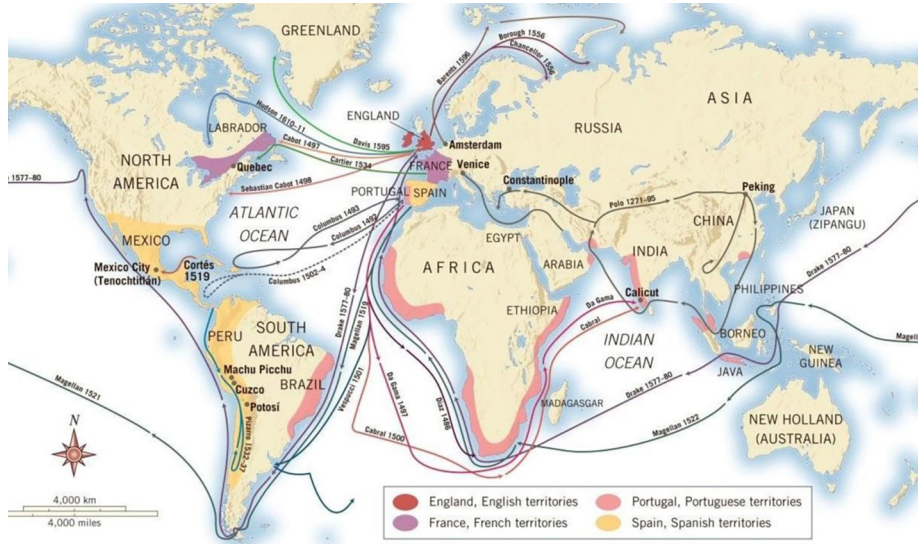 GREENLAND
Borough 1556
Chancellor 1556
Barents 1596
ASIA
ENGLAND
RUSSIA
Hudson 1610–11
LABRADOR
Davis 1595
Amsterdam
Cabot 1497
NORTH
AMERICA
Quebec
Cartier 1534
FRANCE
Venice
Constantinople
Peking
1577–80
Sebastian Cabot 1498
PORTUGAL
SPAIN
Polo 1271–95
ATLANTIC
OCEAN
Columbus 1493
Columbus 1492
CHINA
JAPAN
(ZIPANGU)
MEXICO
EGYPT
INDIA
Drake 1577–80
Mexico City
(Tenochtitlán)
Cortés
1519
Columbus 1502–4
AFRICA
ARABIA
PHILIPPINES
Calicut
ETHIOPIA
Da Gama
Cabral
PERU
SOUTH
AMERICA
Drake 1577–80
Magellan 1519
INDIAN
OCEAN
BORNEO
Magell
NEW
GUINEA
JAVA
Machu Picchu
Cuzco
BRAZIL
Vespucci 1501
Da Gama 1497
Diaz 1486
Drake 1577–80
Magellan 1521
Potosí
MADAGASGAR
NEW HOLLAND
(AUSTRALIA)
Pizarro 1532–37
Cabral 1500
Magellan 1522
N
4,000 km
4,000 miles
England, English territories
Portugal, Portuguese territories
France, French territories
Spain, Spanish territories